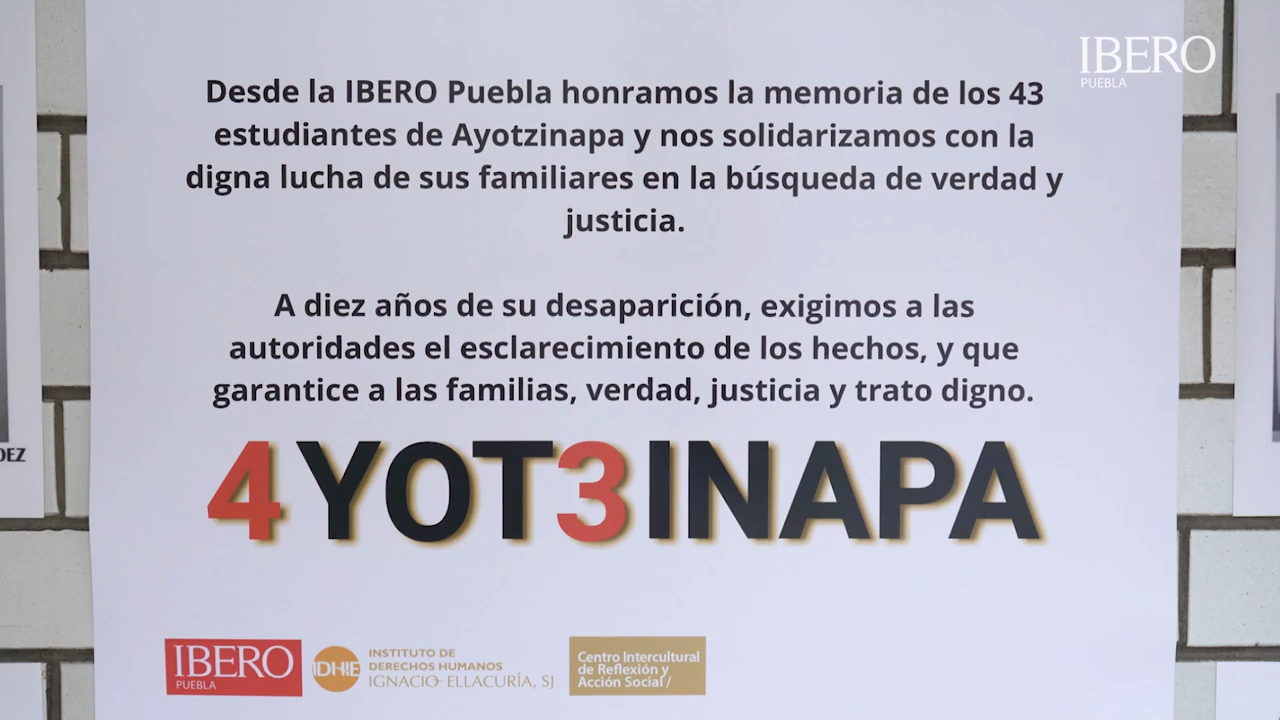 IBERO
PUEBLA
Desde la IBERO Puebla honramos la memoria de los 43
estudiantes de Ayotzinapa y nos solidarizamos con la
digna lucha de sus familiares en la búsqueda de verdad y
justicia.
A diez años de su desaparición, exigimos a las
autoridades el esclarecimiento de los hechos, y que
garantice a las familias, verdad, justicia y trato digno.
DEZ
4YOT3INAPA
IBERO
PUEBLA
IDHIE
INSTITUTO DE
DERECHOS HUMANOS
IGNACIO ELLACURÍA, SJ
Centro Intercultural
de Reflexión y
Acción Social /